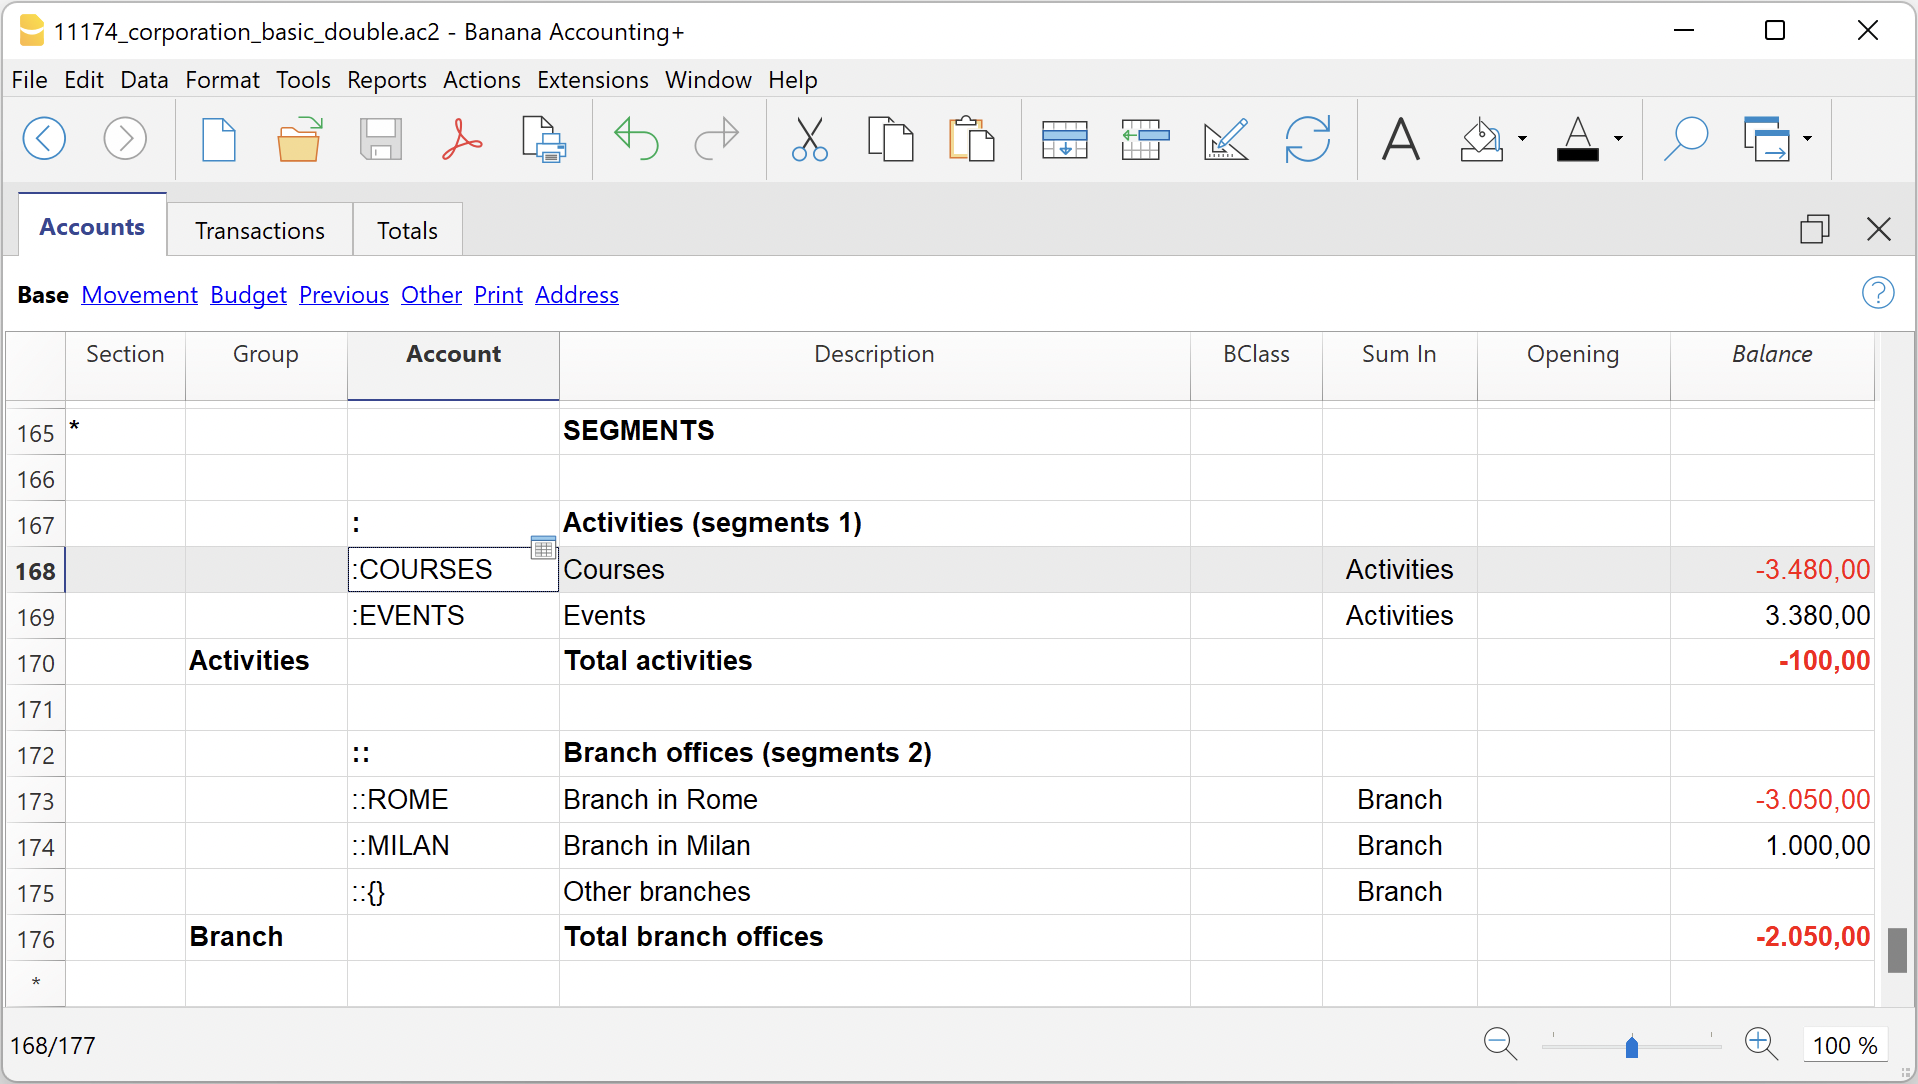 11174_corporation_basic_double.ac2 - Banana Accounting+
File Edit Data Format Tools Reports Actions Extensions Window Help
Accounts Transactions Totals
Base Movement Budget Previous Other Print Address ?
Section Group Account Description BClass Sum In Opening Balance
165 * SEGMENTS
166
167 : Activities (segments 1)
168 :COURSES Courses Activities -3.480,00
169 :EVENTS Events Activities 3.380,00
170 Activities Total activities -100,00
171
172 :: Branch offices (segments 2)
173 ::ROME Branch in Rome Branch -3.050,00
174 ::MILAN Branch in Milan Branch 1.000,00
175 ::{} Other branches Branch
176 Branch Total branch offices -2.050,00
*
168/177 100 %